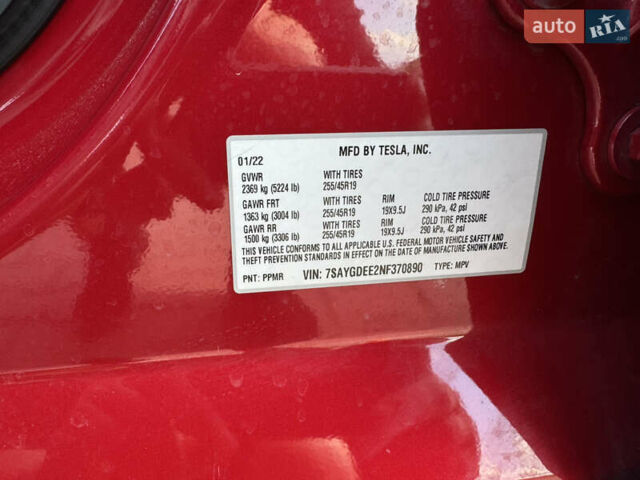 auto RIA.com
MFD BY TESLA, INC.
01/22
GVWR WITH TIRES
2369 kg (5224 lb) 255/45R19
GAWR FRT WITH TIRES RIM COLD TIRE PRESSURE
1363 kg (3004 lb) 255/45R19 19X9.5J 290 kPa, 42 psi
GAWR RR WITH TIRES RIM COLD TIRE PRESSURE
1500 kg (3306 lb) 255/45R19 19X9.5J 290 kPa, 42 psi
THIS VEHICLE CONFORMS TO ALL APPLICABLE U.S. FEDERAL MOTOR VEHICLE SAFETY AND
THEFT PREVENTION STANDARDS IN EFFECT ON THE DATE OF MANUFACTURE SHOWN ABOVE.
PNT: PPMR VIN: 7SAYGDEE2NF370890 TYPE: MPV